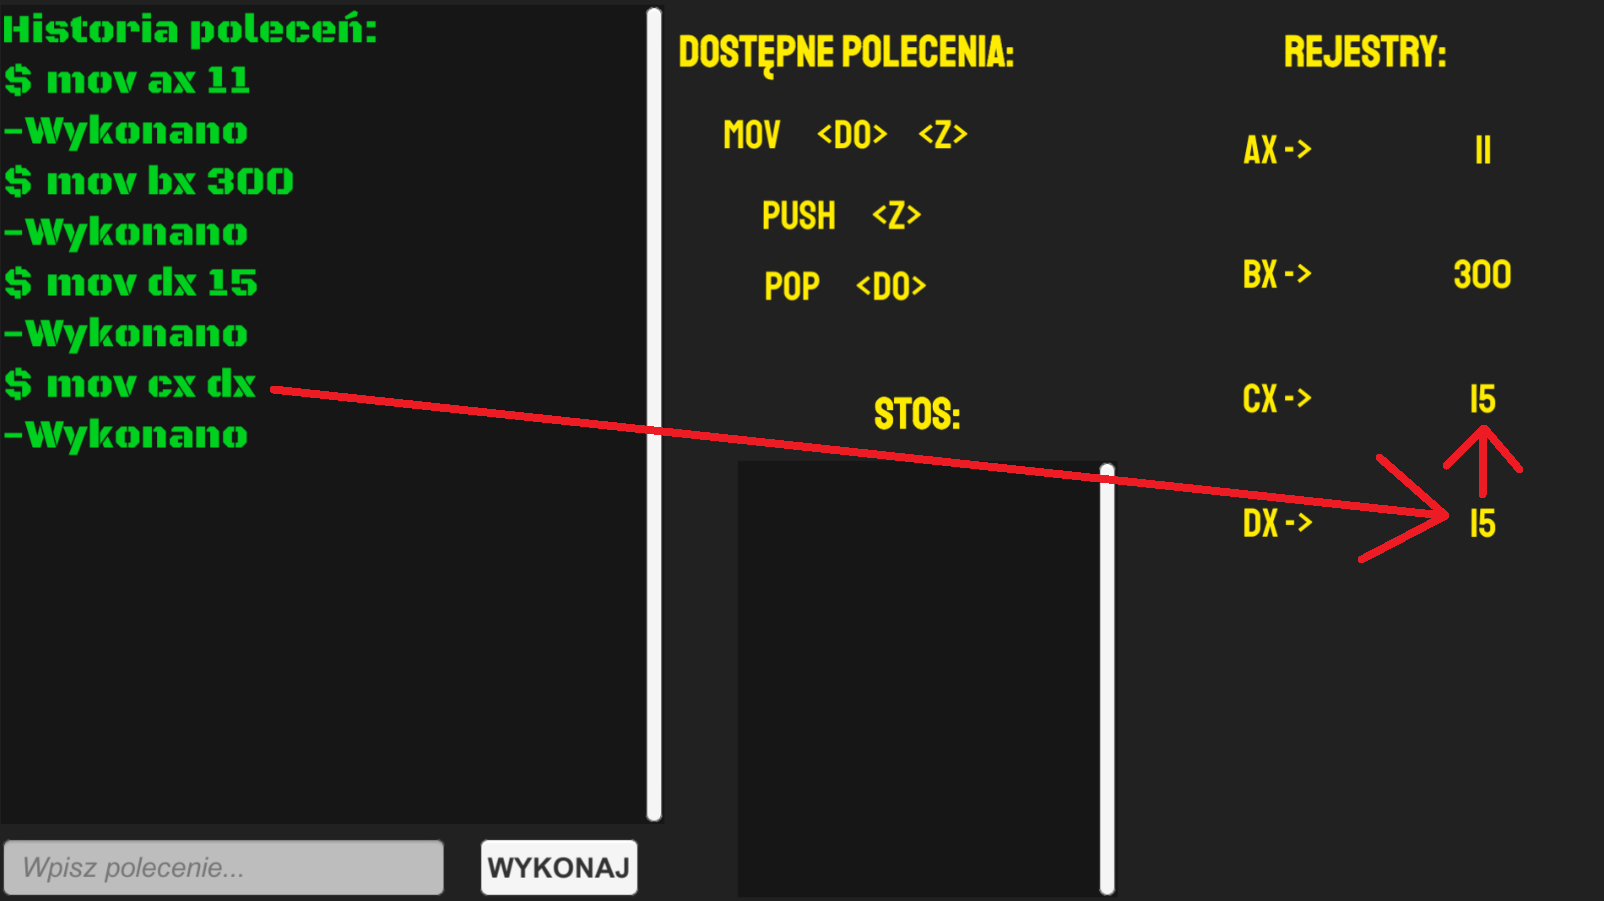 Historia poleceń:
$ mov ax 11
-Wykonano
$ mov bx 300
-Wykonano
$ mov dx 15
-Wykonano
$ mov cx dx
-Wykonano
Wpisz polecenie...
WYKONAJ
DOSTĘPNE POLECENIA:
MOV <DO> <Z>
PUSH <Z>
POP <DO>
STOS:
REJESTRY:
AX -> 11
BX -> 300
CX -> 15
DX -> 15